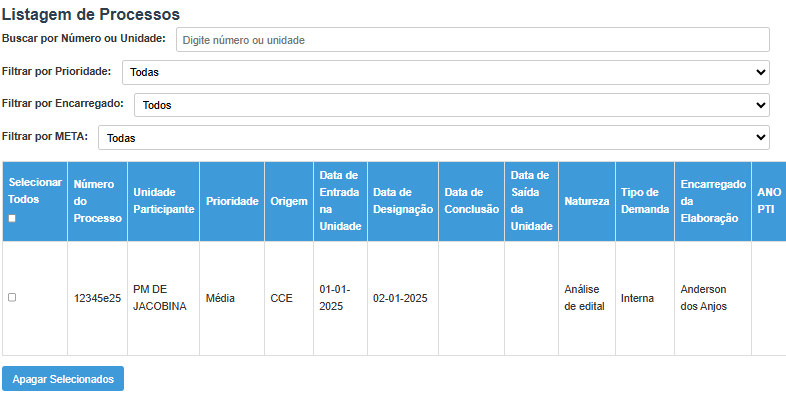 Listagem de Processos
Buscar por Número ou Unidade: Digite número ou unidade
Filtrar por Prioridade: Todas
Filtrar por Encarregado: Todos
Filtrar por META: Todas
Selecionar Todos
Número do Processo
Unidade Participante
Prioridade
Origem
Data de Entrada na Unidade
Data de Designação
Data de Conclusão
Data de Saída da Unidade
Natureza
Tipo de Demanda
Encarregado da Elaboração
ANO PTI
12345e25
PM DE JACOBINA
Média
CCE
01-01-2025
02-01-2025
Análise de edital
Interna
Anderson dos Anjos
Apagar Selecionados